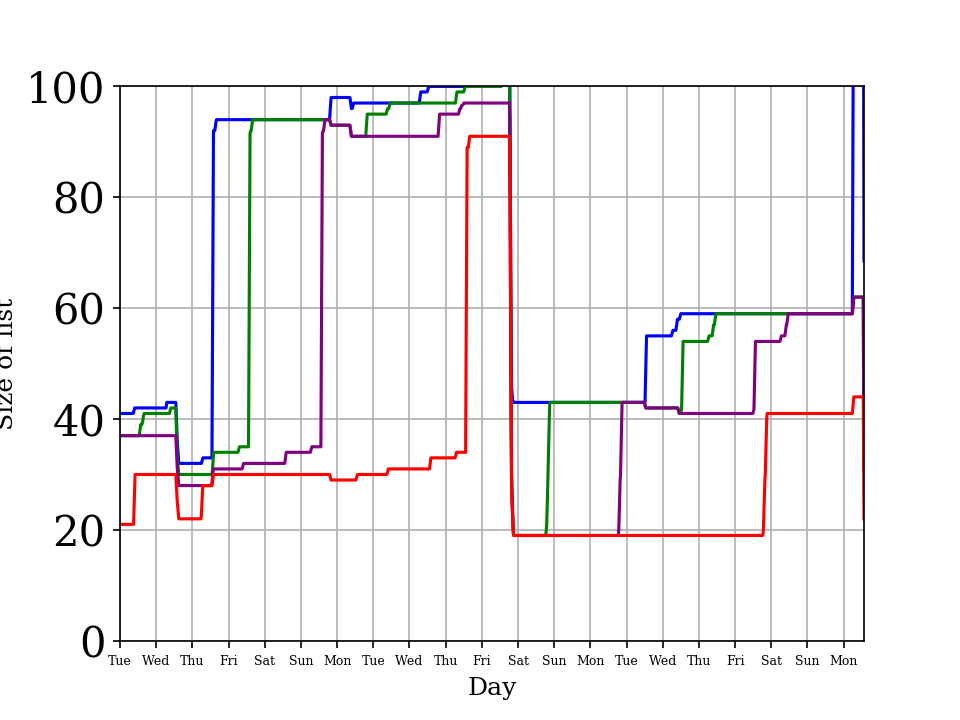 100
80
60
40
20
0
Size of list
Tue Wed Thu Fri Sat Sun Mon Tue Wed Thu Fri Sat Sun Mon Tue Wed Thu Fri Sat Sun Mon
Day